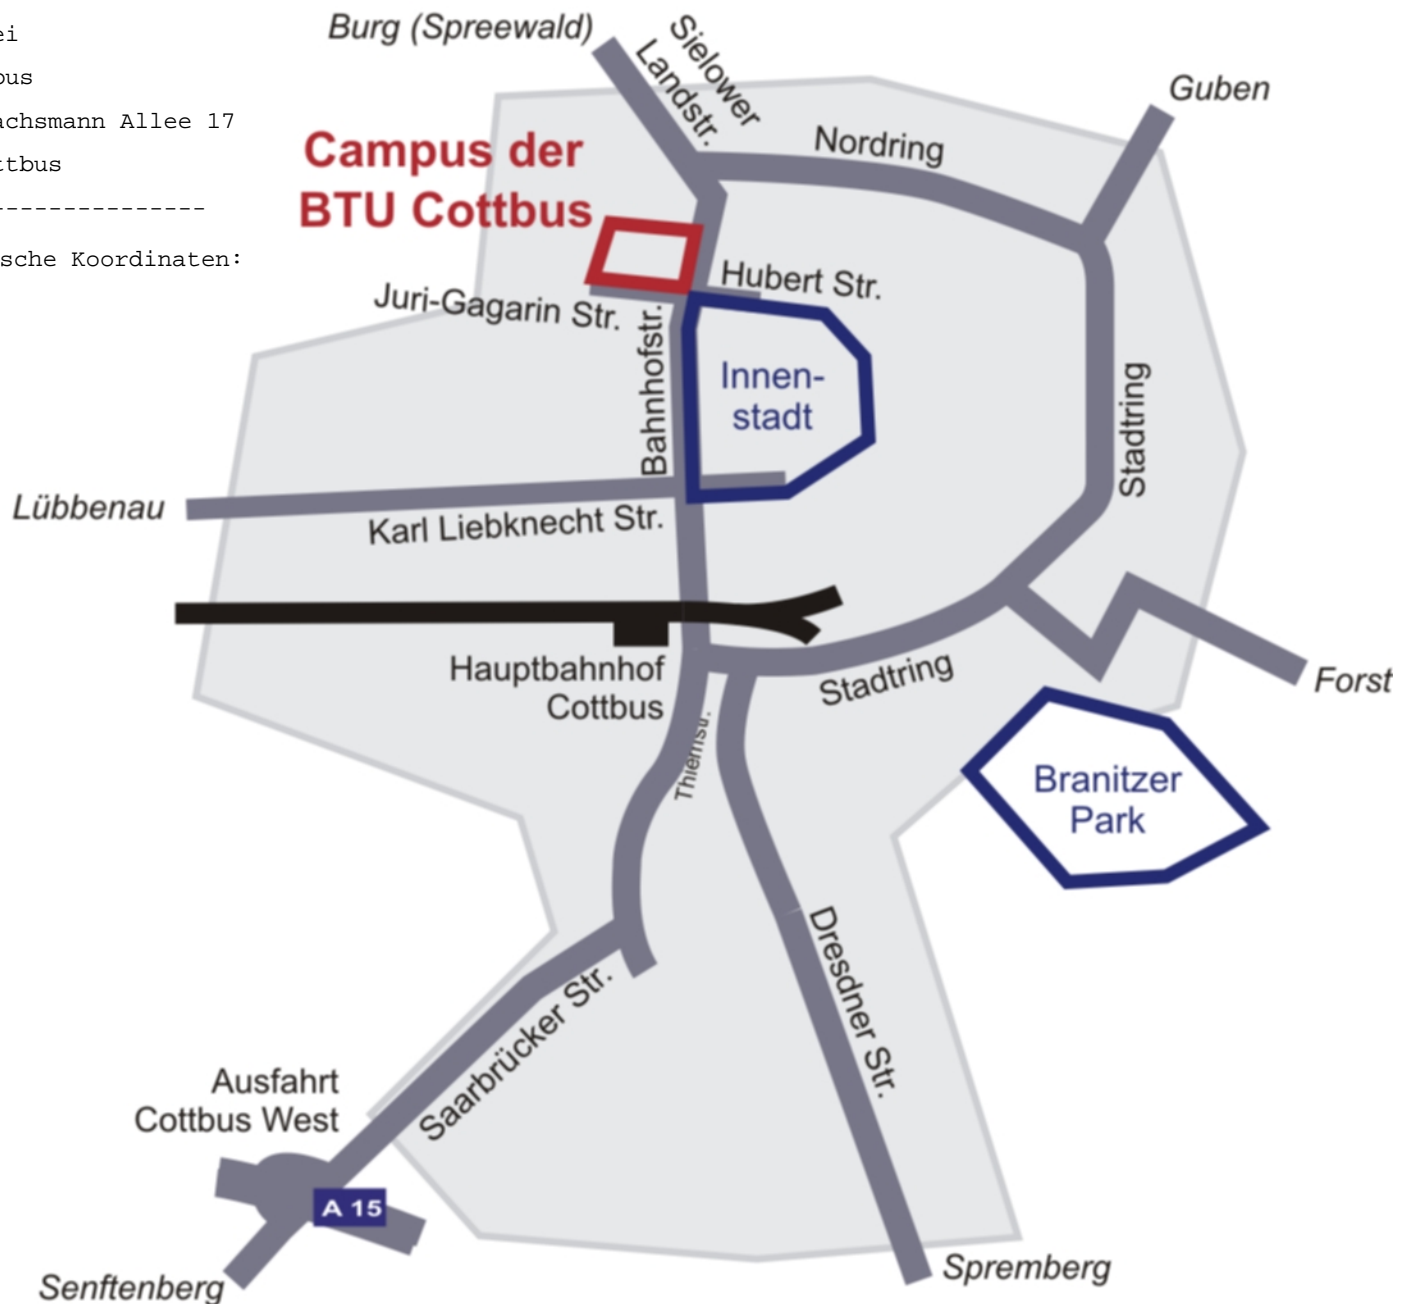 ei
bus
achsmann Allee 17
ttbus
---------------
sche Koordinaten:
Burg (Spreewald)
Sielower
Landstr.
Guben
Nordring
Campus der
BTU Cottbus
Hubert Str.
Juri-Gagarin Str.
Bahnhofstr.
Innen-
stadt
Stadtring
Lübbenau
Karl Liebknecht Str.
Hauptbahnhof
Cottbus
Stadtring
Forst
Thiemstr.
Branitzer
Park
Dresdner Str.
Saarbrücker Str.
Ausfahrt
Cottbus West
A 15
Senftenberg
Spremberg